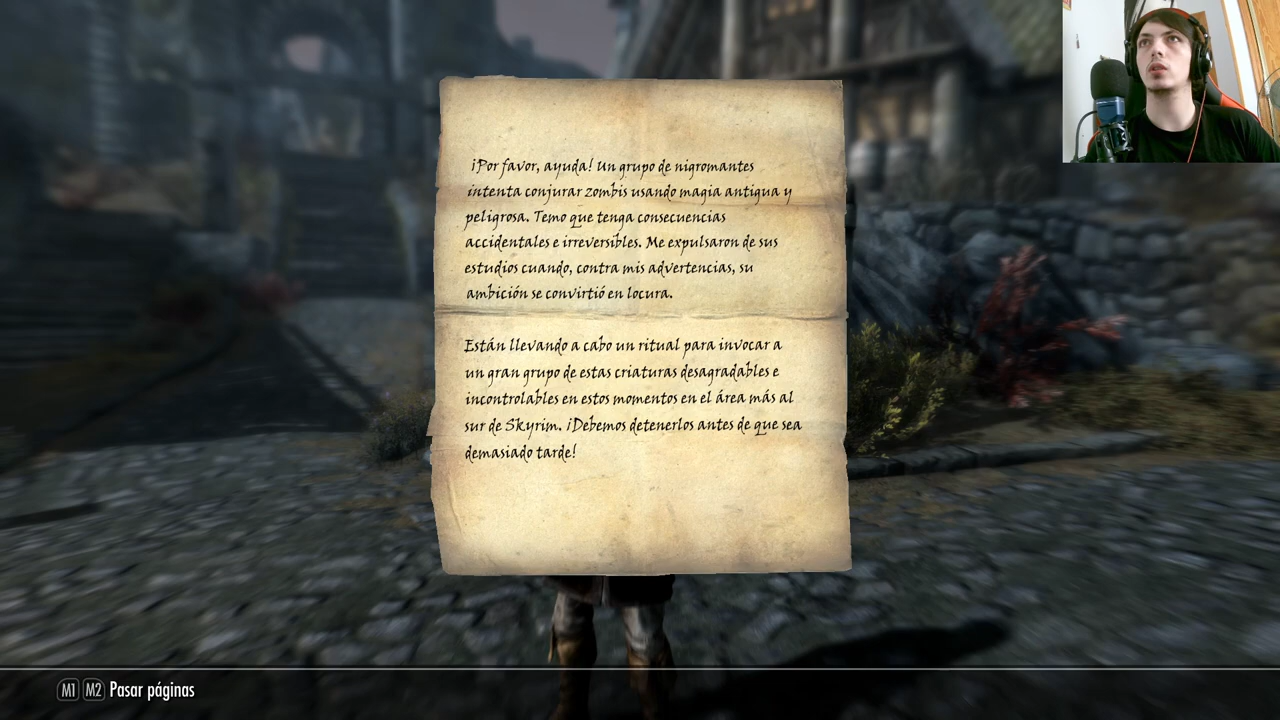 ¡Por favor, ayuda! Un grupo de nigromantes
intenta conjurar zombis usando magia antigua y
peligrosa. Temo que tenga consecuencias
accidentales e irreversibles. Me expulsaron de sus
estudios cuando, contra mis advertencias, su
ambición se convirtió en locura.
Están llevando a cabo un ritual para invocar a
un gran grupo de estas criaturas desagradables e
incontrolables en estos momentos en el área más al
sur de Skyrim. ¡Debemos detenerlos antes de que sea
demasiado tarde!
M1 M2 Pasar páginas